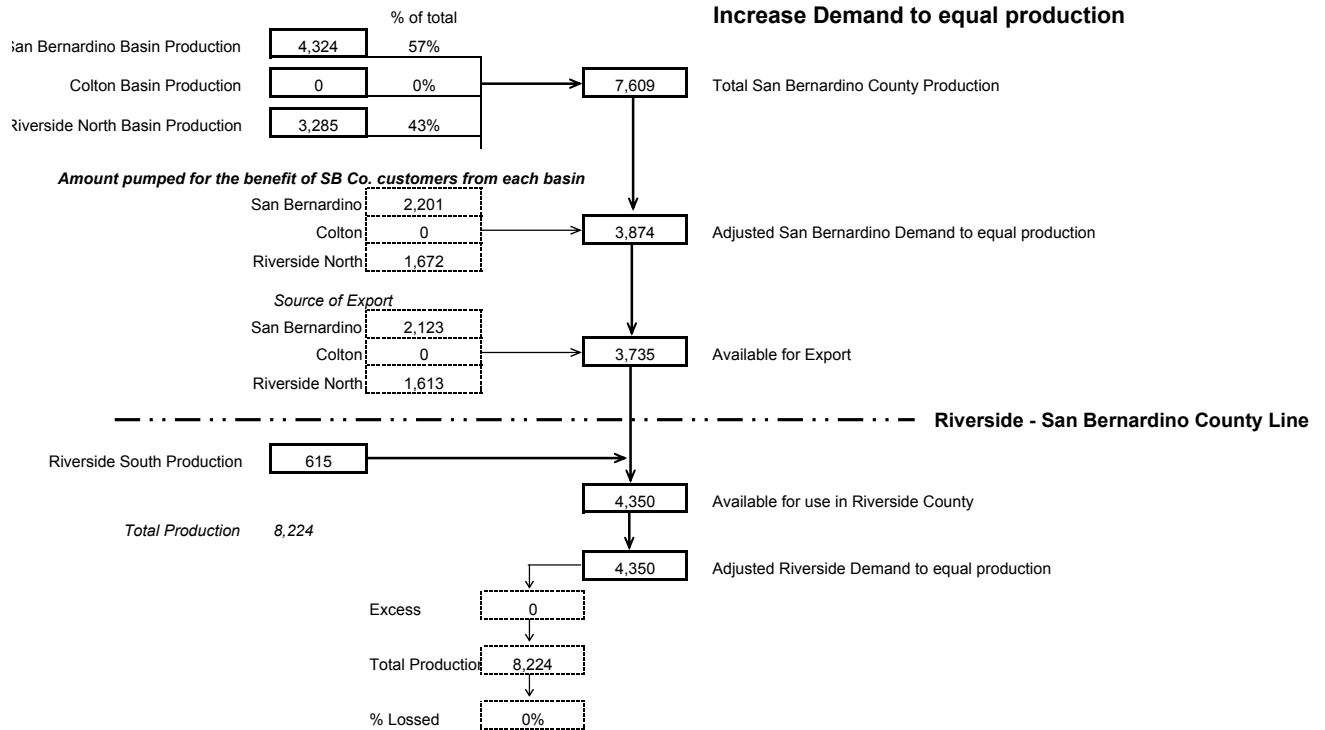 % of total
Increase Demand to equal production
San Bernardino Basin Production 4,324 57%
Colton Basin Production 0 0% 7,609 Total San Bernardino County Production
Riverside North Basin Production 3,285 43%
Amount pumped for the benefit of SB Co. customers from each basin
San Bernardino 2,201
Colton 0 3,874 Adjusted San Bernardino Demand to equal production
Riverside North 1,672
Source of Export
San Bernardino 2,123
Colton 0 3,735 Available for Export
Riverside North 1,613
Riverside - San Bernardino County Line
Riverside South Production 615
4,350 Available for use in Riverside County
Total Production 8,224
4,350 Adjusted Riverside Demand to equal production
Excess 0
Total Production 8,224
% Lossed 0%